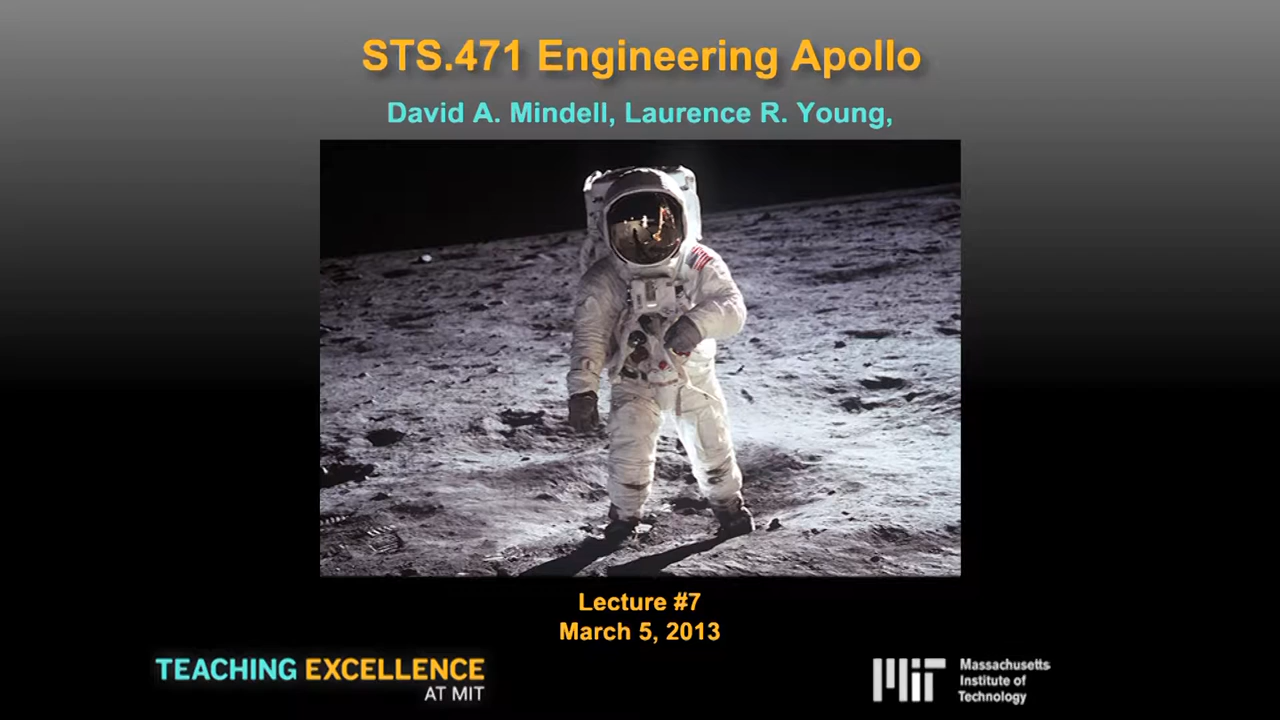 STS.471 Engineering Apollo
David A. Mindell, Laurence R. Young,
Lecture #7
March 5, 2013
TEACHING EXCELLENCE
AT MIT
MIT
Massachusetts
Institute of
Technology